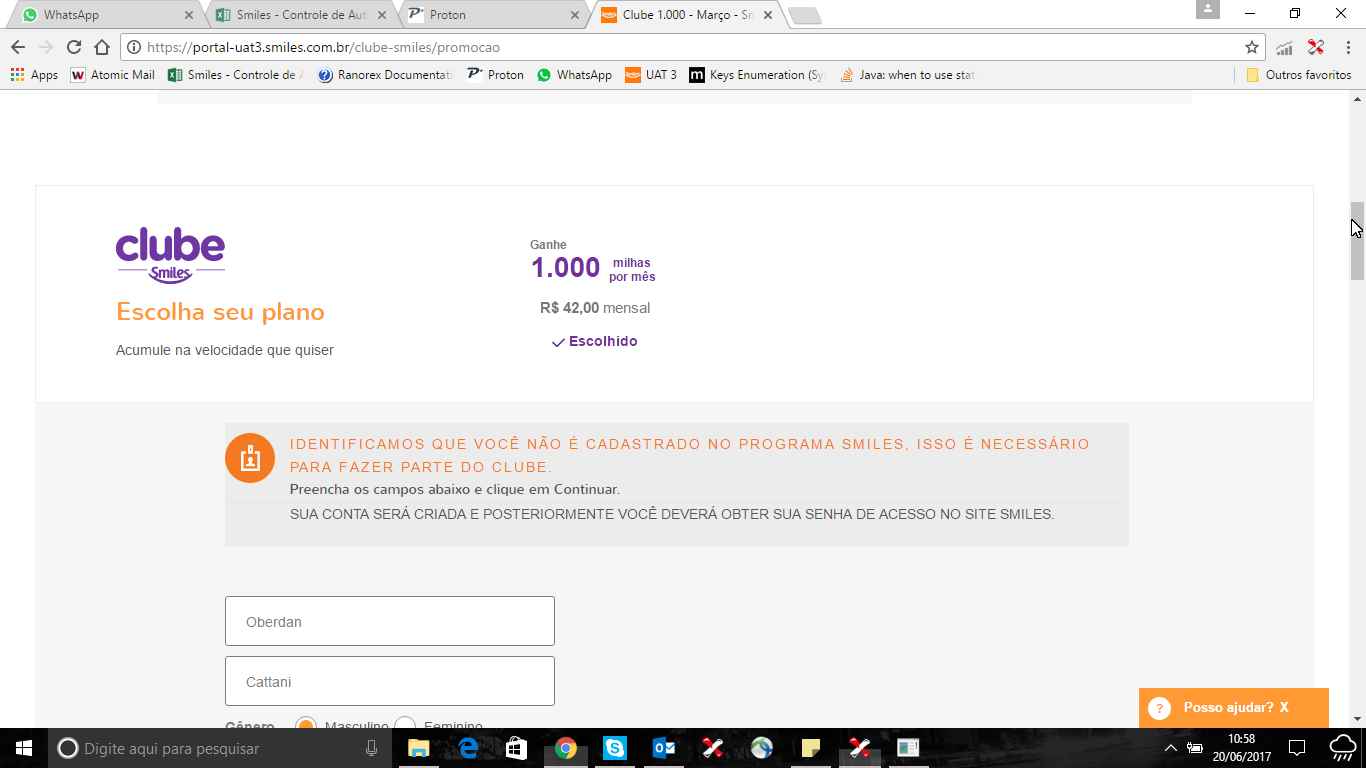 WhatsApp
Smiles - Controle de Aut
Proton
Clube 1.000 - Março - Sm
https://portal-uat3.smiles.com.br/clube-smiles/promocao
Apps
Atomic Mail
Smiles - Controle de A
Ranorex Documentati
Proton
WhatsApp
UAT 3
Keys Enumeration (Sy
Java: when to use stat
Outros favoritos
clube
Smiles
Escolha seu plano
Acumule na velocidade que quiser
Ganhe
1.000 milhas por mês
R$ 42,00 mensal
Escolhido
IDENTIFICAMOS QUE VOCÊ NÃO É CADASTRADO NO PROGRAMA SMILES, ISSO É NECESSÁRIO
PARA FAZER PARTE DO CLUBE.
Preencha os campos abaixo e clique em Continuar.
SUA CONTA SERÁ CRIADA E POSTERIORMENTE VOCÊ DEVERÁ OBTER SUA SENHA DE ACESSO NO SITE SMILES.
Oberdan
Cattani
Gênero Masculino Feminino
? Posso ajudar? X
Digite aqui para pesquisar
10:58
20/06/2017